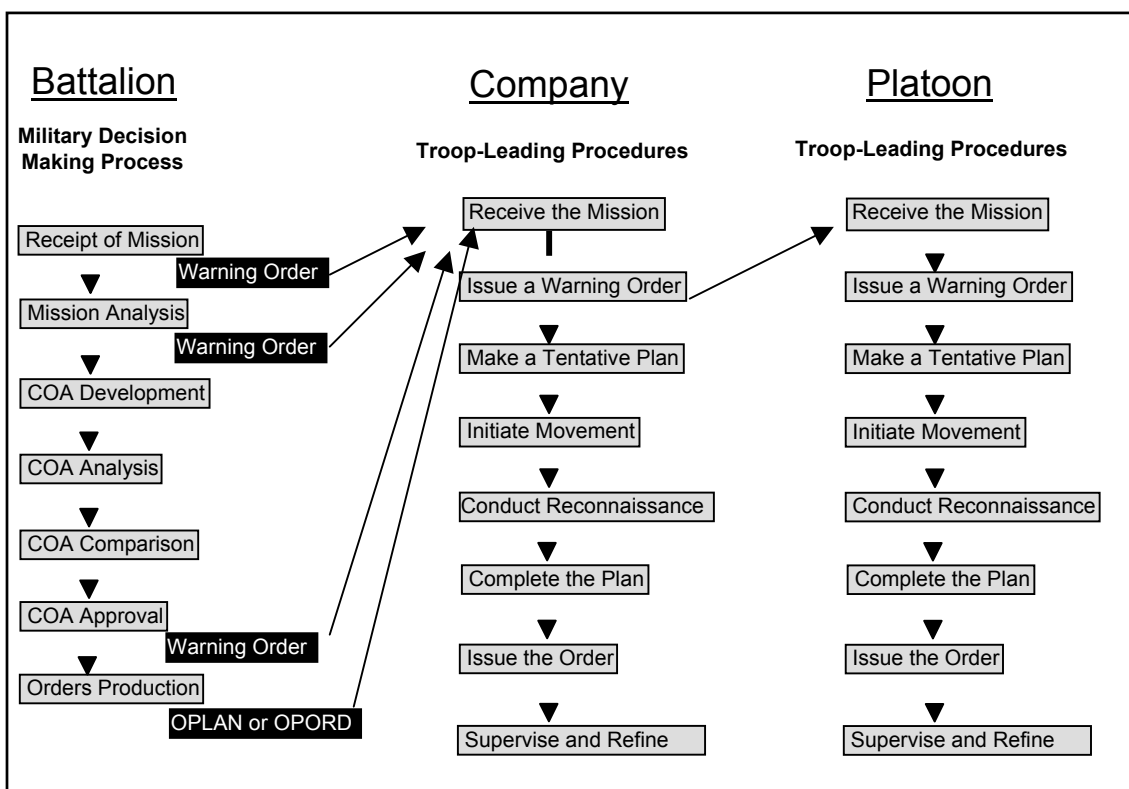 Battalion
Military Decision
Making Process
Receipt of Mission
Warning Order
Mission Analysis
Warning Order
COA Development
COA Analysis
COA Comparison
COA Approval
Warning Order
Orders Production
OPLAN or OPORD
Company
Troop-Leading Procedures
Receive the Mission
Issue a Warning Order
Make a Tentative Plan
Initiate Movement
Conduct Reconnaissance
Complete the Plan
Issue the Order
Supervise and Refine
Platoon
Troop-Leading Procedures
Receive the Mission
Issue a Warning Order
Make a Tentative Plan
Initiate Movement
Conduct Reconnaissance
Complete the Plan
Issue the Order
Supervise and Refine